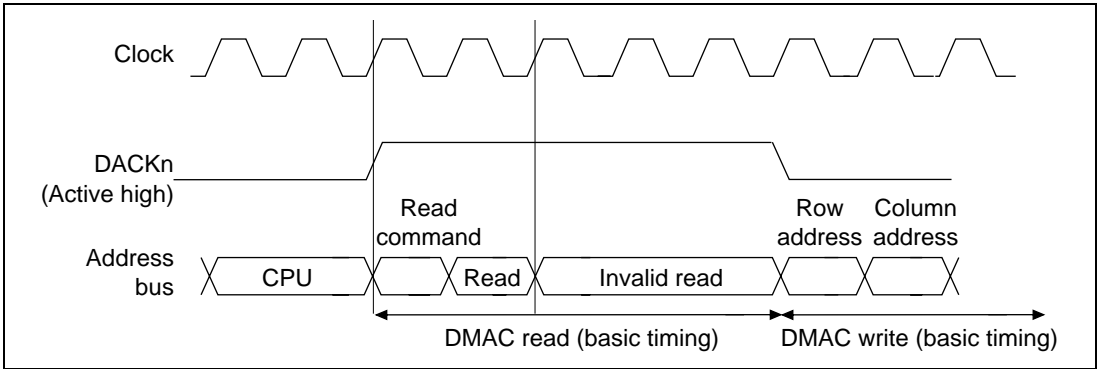 Clock
DACKn
(Active high)
Read
command
Row
address
Column
address
Address
bus
CPU
Read
Invalid read
DMAC read (basic timing)
DMAC write (basic timing)